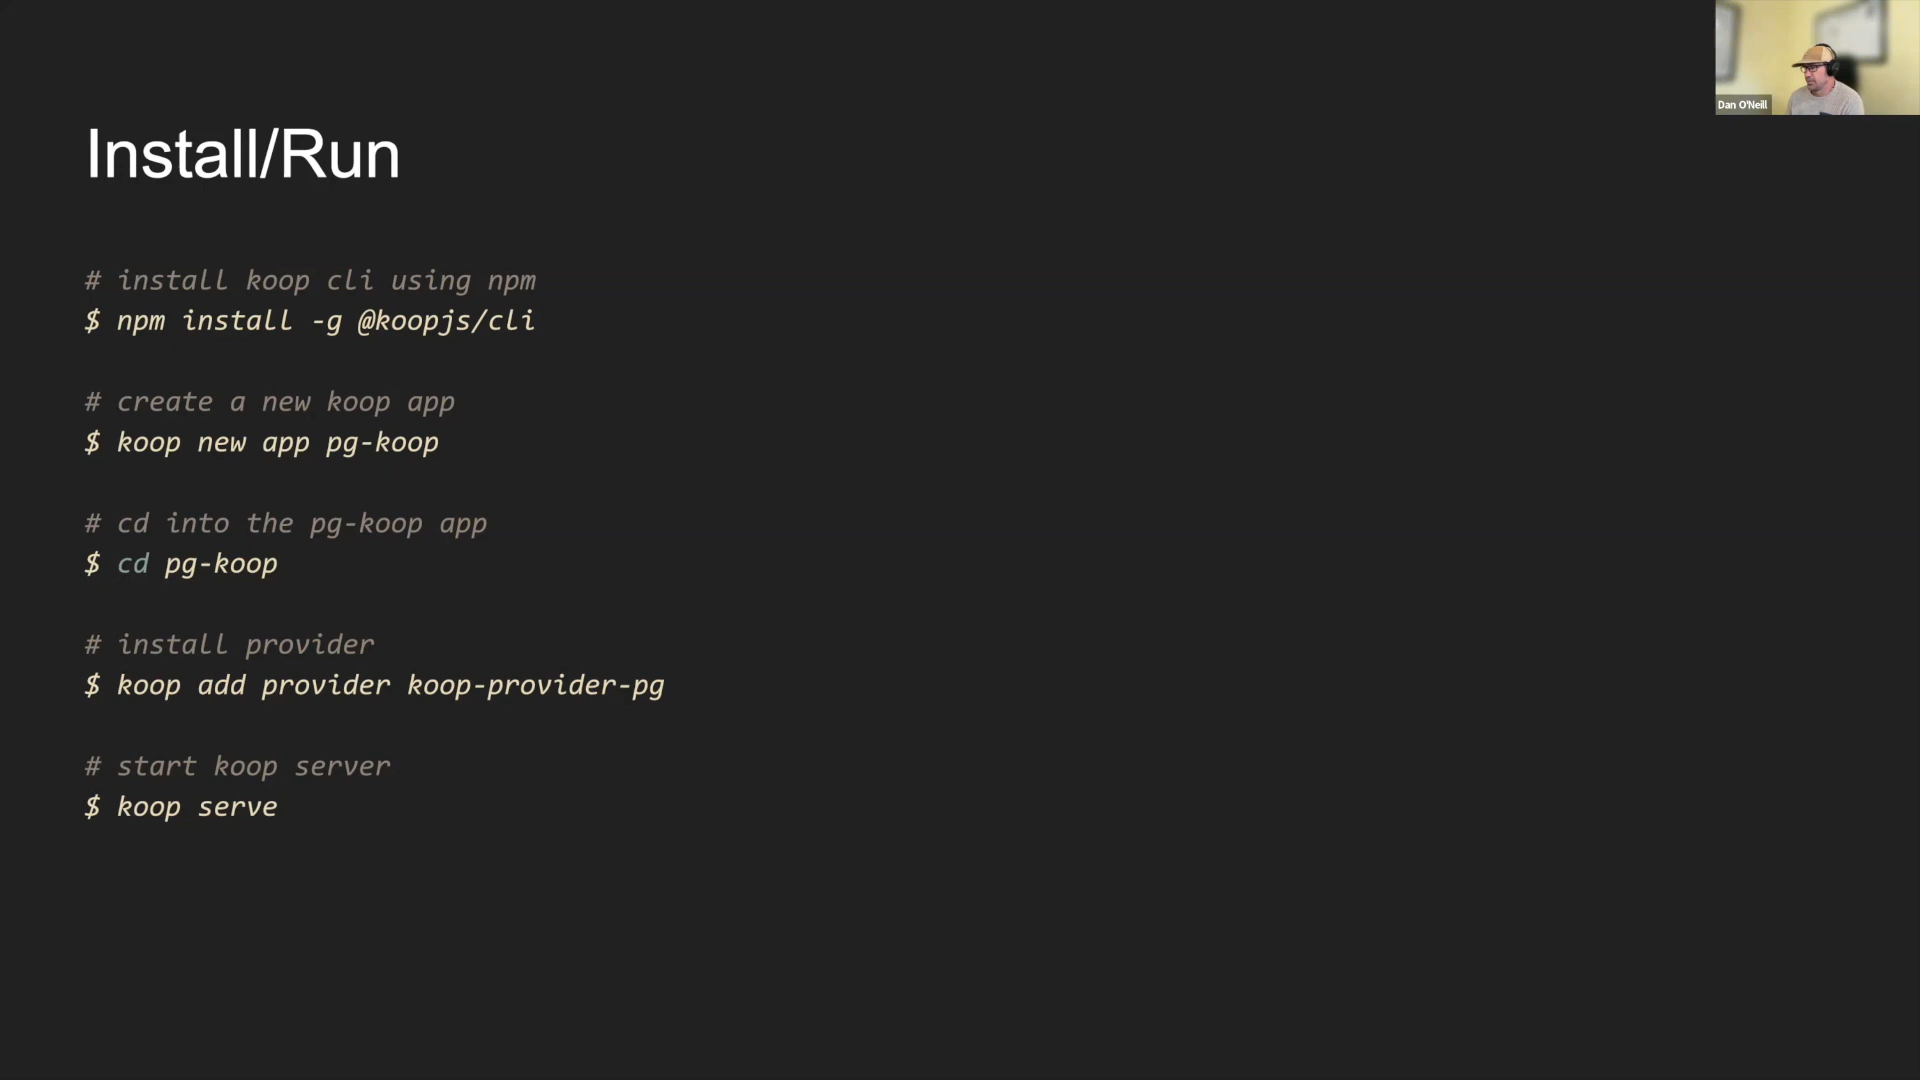 Install/Run
# install koop cli using npm
$ npm install -g @koopjs/cli
# create a new koop app
$ koop new app pg-koop
# cd into the pg-koop app
$ cd pg-koop
# install provider
$ koop add provider koop-provider-pg
# start koop server
$ koop serve
Dan O'Neill